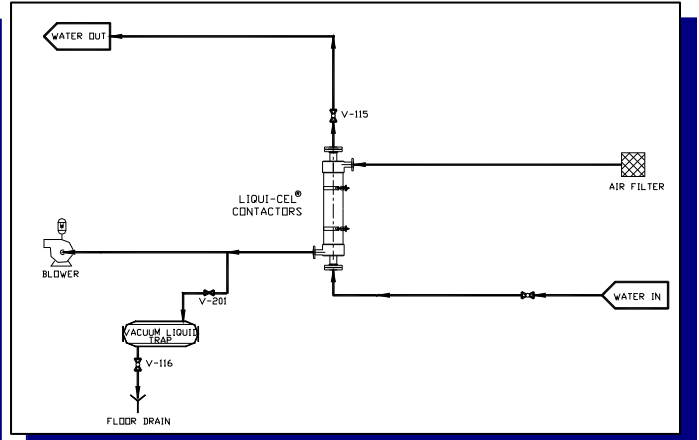 WATER OUT
V-115
AIR FILTER
LIQUI-CEL®
CONTACTORS
M
BLOWER
V-201
WATER IN
VACUUM LIQUID
TRAP
V-116
FLOOR DRAIN